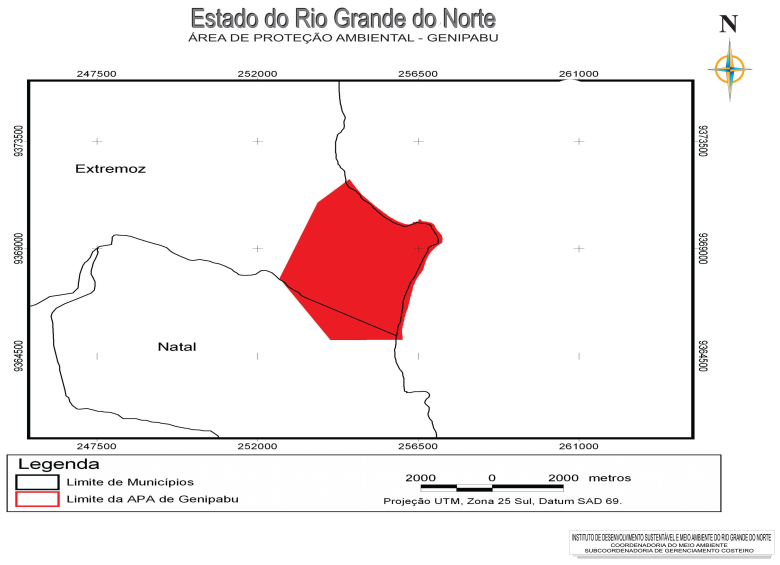 Estado do Rio Grande do Norte
ÁREA DE PROTEÇÃO AMBIENTAL - GENIPABU
N
247500 252000 256500 261000
9373500 9373500
Extremoz
9369000 9369000
Natal
9364500 9364500
247500 252000 256500 261000
Legenda
Limite de Municípios
Limite da APA de Genipabu
2000 0 2000 metros
Projeção UTM, Zona 25 Sul, Datum SAD 69.
INSTITUTO DE DESENVOLVIMENTO SUSTENTÁVEL E MEIO AMBIENTE DO RIO GRANDE DO NORTE
COORDENADORIA DO MEIO AMBIENTE
SUBCOORDENADORIA DE GERENCIAMENTO COSTEIRO